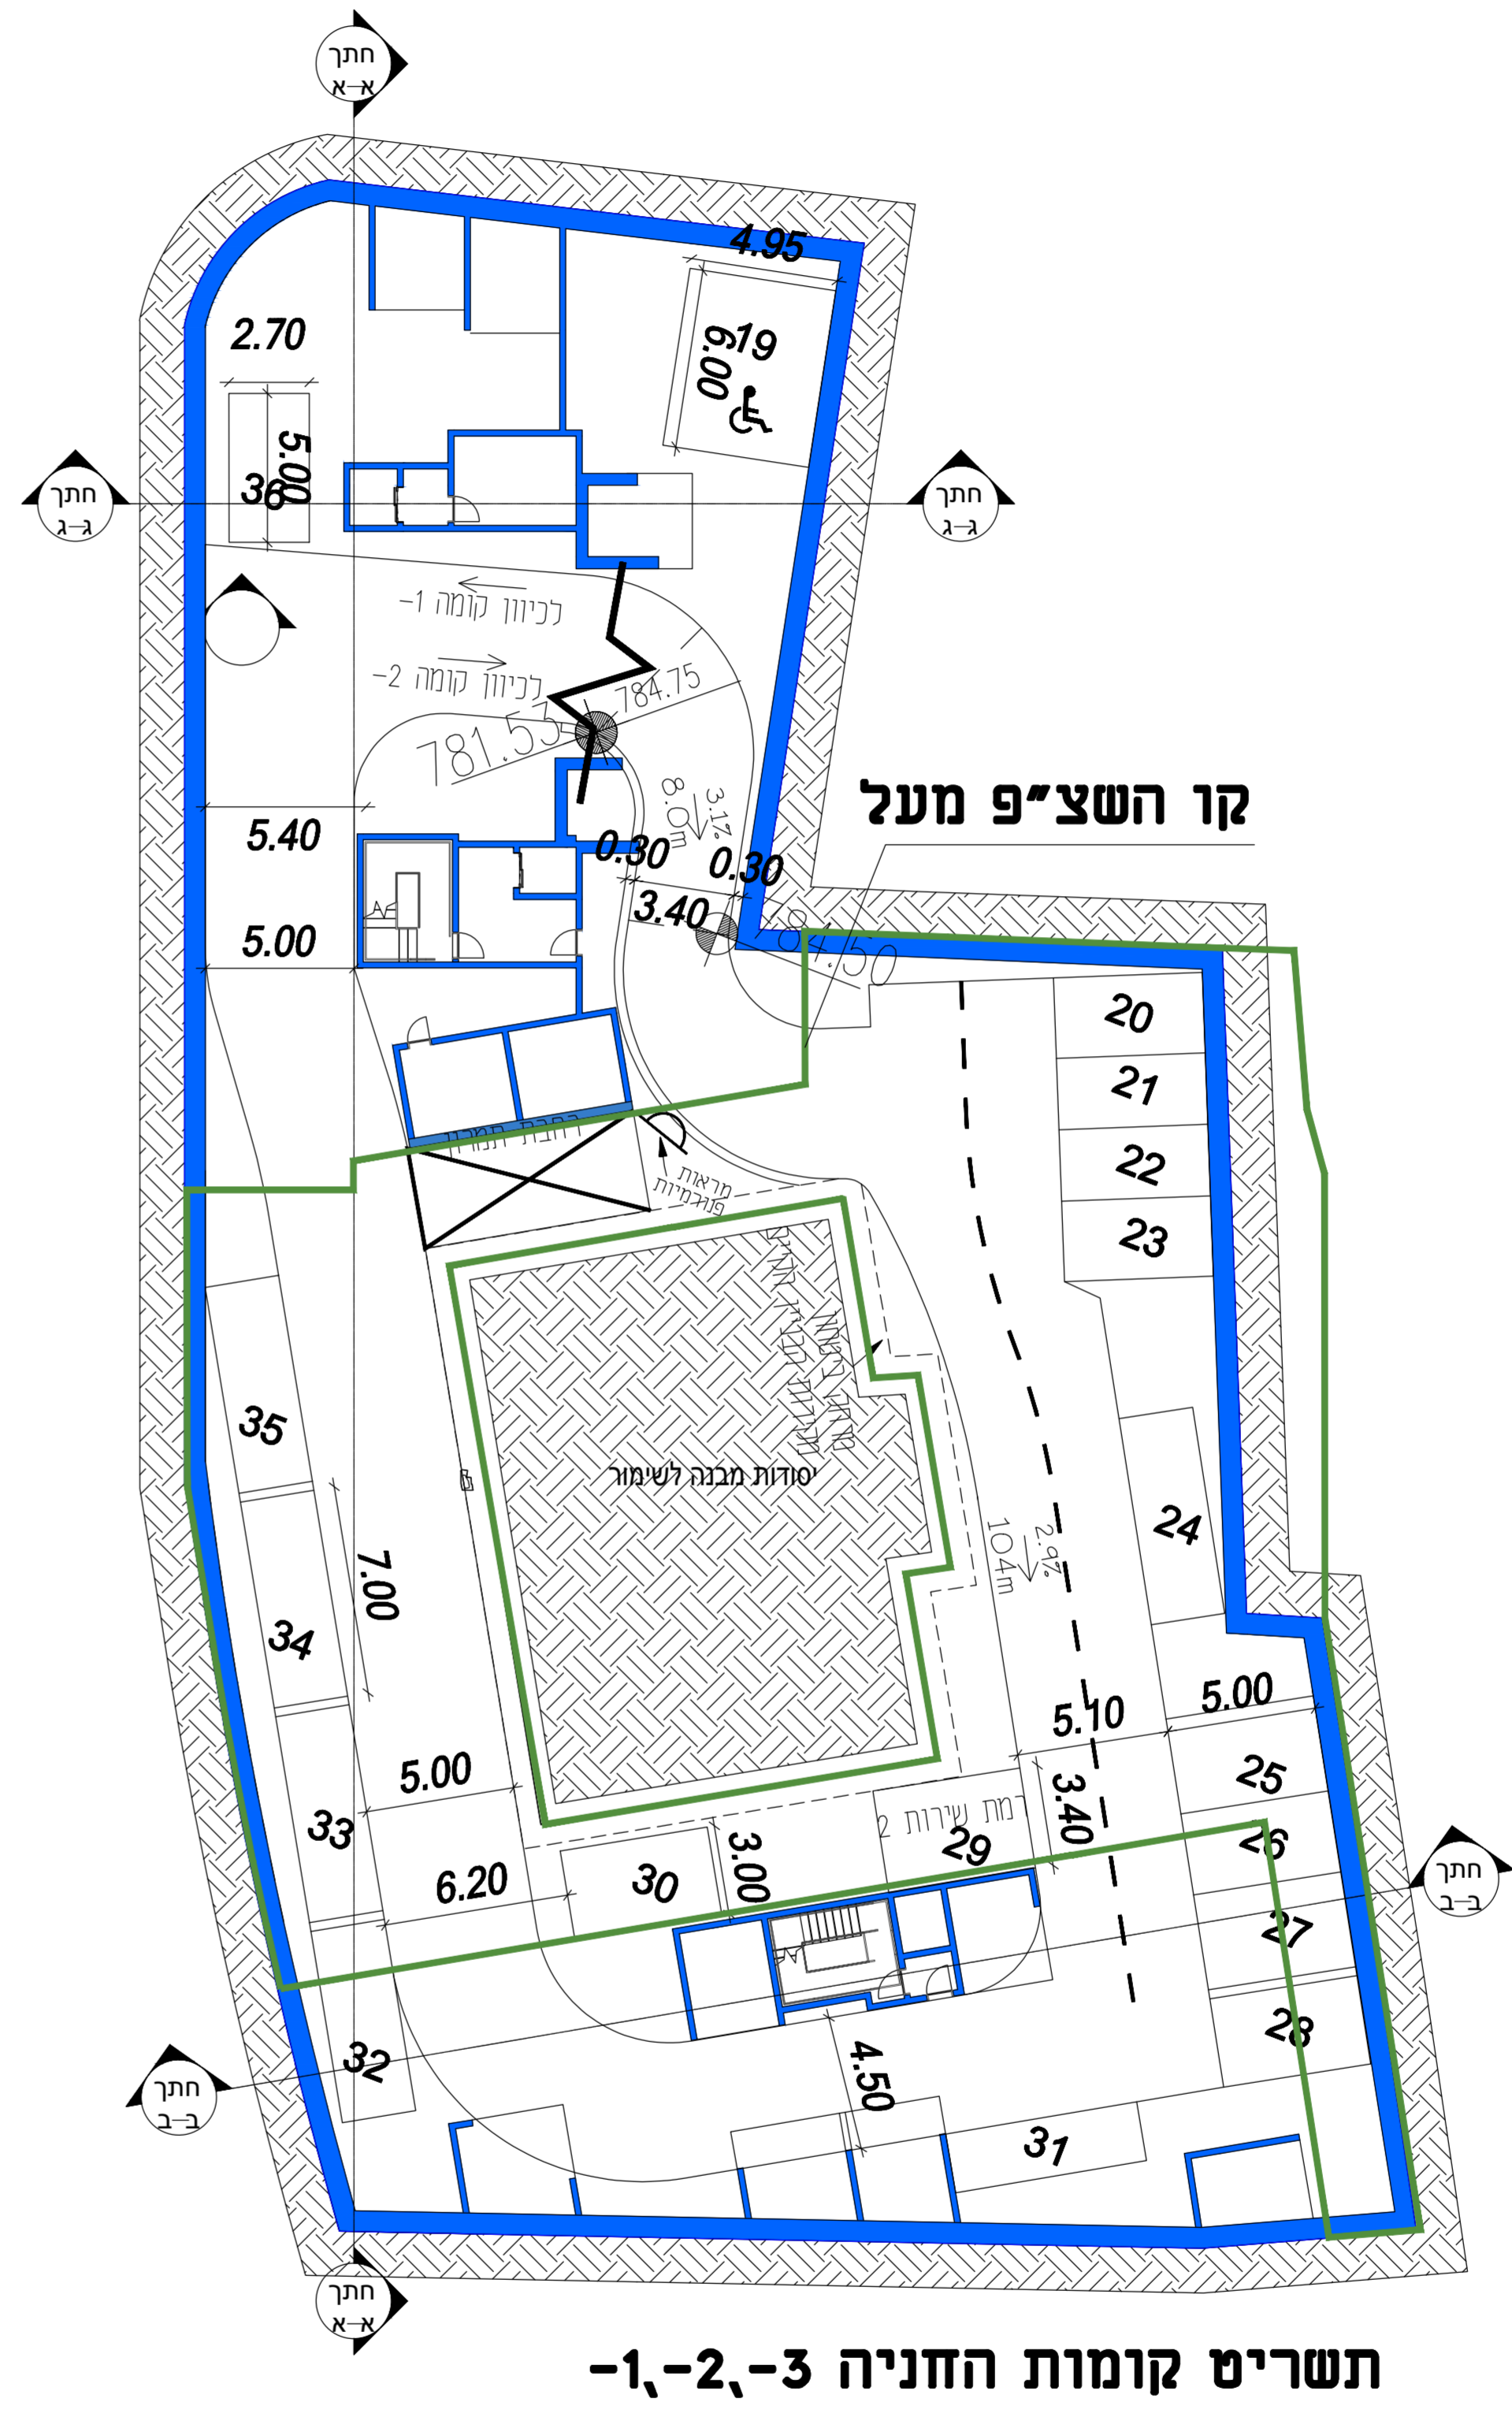 חתך
א-א
4.95
2.70
19
6.00
5.00
36
חתך
ג-ג
חתך
ג-ג
לכיוון קומה 1-
לכיוון קומה 2-
784.75
781.53
קו השצ"פ מעל
3.1%
8.0m
5.40
0.30
0.30
3.40
784.50
5.00
20
21
22
23
רחבת תמרון
מראות
פנורמיות
35
יסודות מבנה לשימור
24
2.9%
104m
7.00
34
5.00
5.10
5.00
25
3.40
33
רמת שירות 2
26
29
3.00
30
6.20
חתך
ב-ב
27
28
32
חתך
ב-ב
4.50
31
חתך
א-א
תשריט קומות החניה 3-,2-,1-